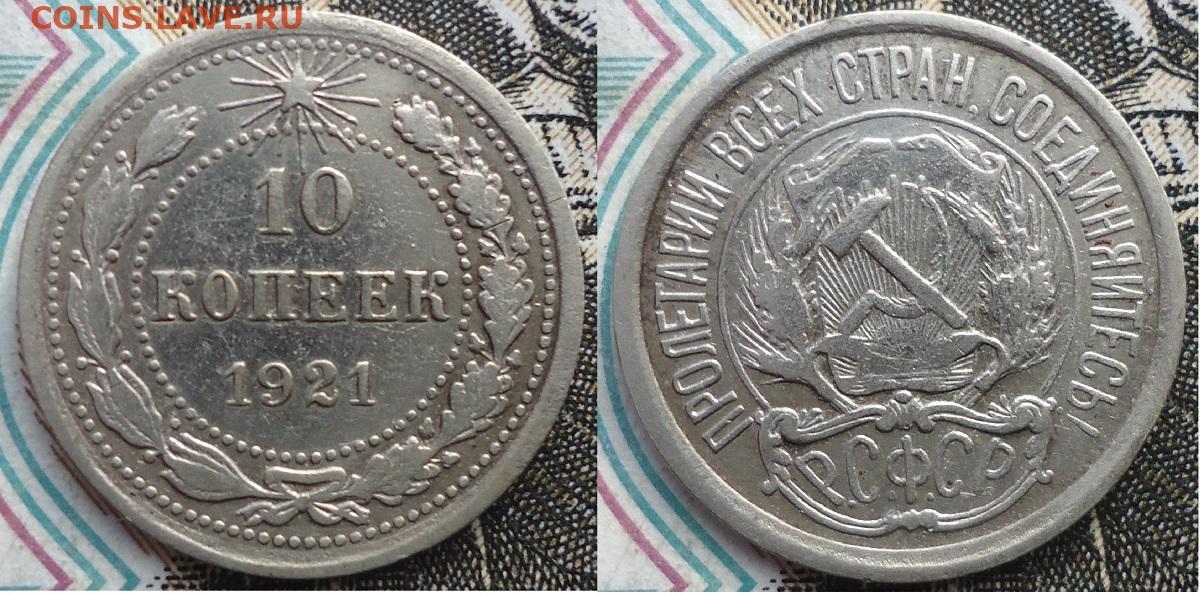 COINS.LAVE.RU
10
КОПЕЕК
1921
ПРОЛЕТАРИИ ВСЕХ СТРАН, СОЕДИНЯЙТЕСЬ!
Р.С.Ф.С.Р.